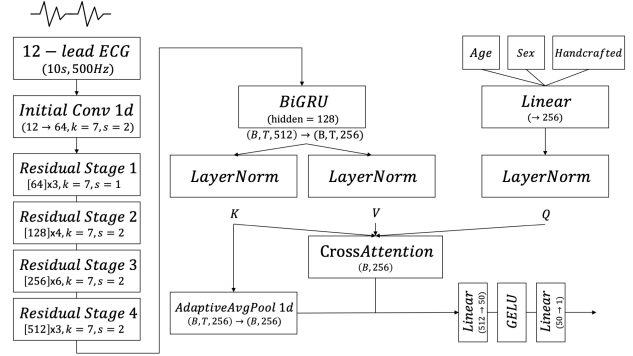 12 − lead ECG
(10s, 500Hz)
Initial Conv 1d
(12 → 64, k = 7, s = 2)
Residual Stage 1
[64]x3, k = 7, s = 1
Residual Stage 2
[128]x4, k = 7, s = 2
Residual Stage 3
[256]x6, k = 7, s = 2
Residual Stage 4
[512]x3, k = 7, s = 2
BiGRU
(hidden = 128)
(B, T, 512) → (B, T, 256)
LayerNorm
LayerNorm
Age
Sex
Handcrafted
Linear
(→ 256)
LayerNorm
K
V
Q
CrossAttention
(B, 256)
AdaptiveAvgPool 1d
(B, T, 256) → (B, 256)
Linear
(512 → 50)
GELU
Linear
(50 → 1)